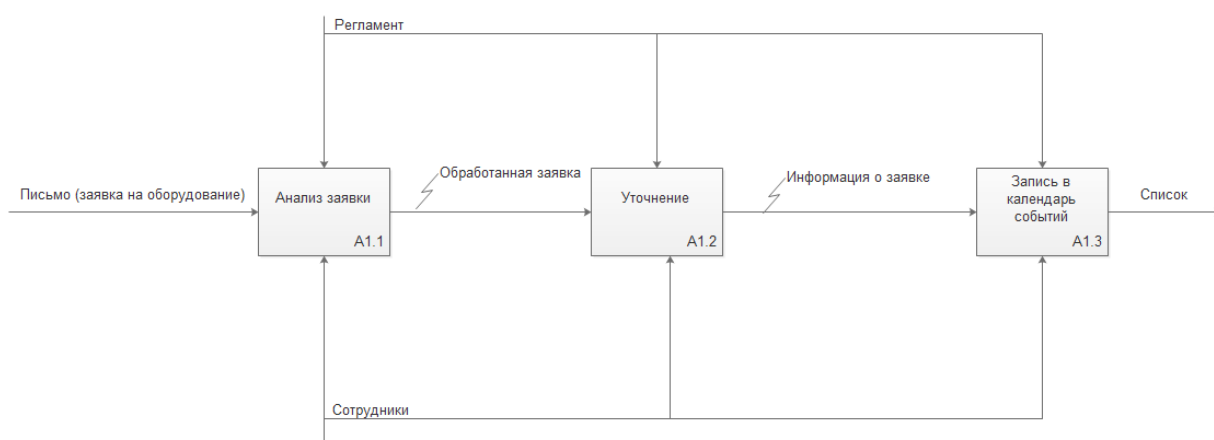 Регламент
Письмо (заявка на оборудование)
Анализ заявки
A1.1
Обработанная заявка
Уточнение
A1.2
Информация о заявке
Запись в
календарь
событий
A1.3
Список
Сотрудники